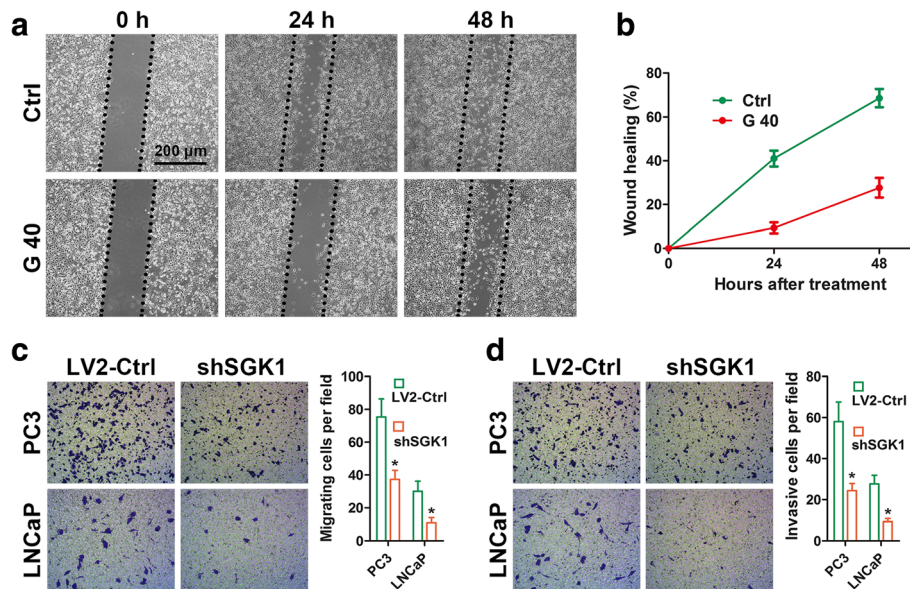 a
0 h
24 h
48 h
Ctrl
200 µm
G 40
b
Wound healing (%)
80
60
40
20
0
Ctrl
G 40
0
24
48
Hours after treatment
c
LV2-Ctrl
shSGK1
PC3
LNCaP
Migrating cells per field
100
80
60
40
20
0
LV2-Ctrl
shSGK1
*
*
PC3
LNCaP
d
LV2-Ctrl
shSGK1
PC3
LNCaP
Invasive cells per field
80
60
40
20
0
LV2-Ctrl
shSGK1
*
*
PC3
LNCaP